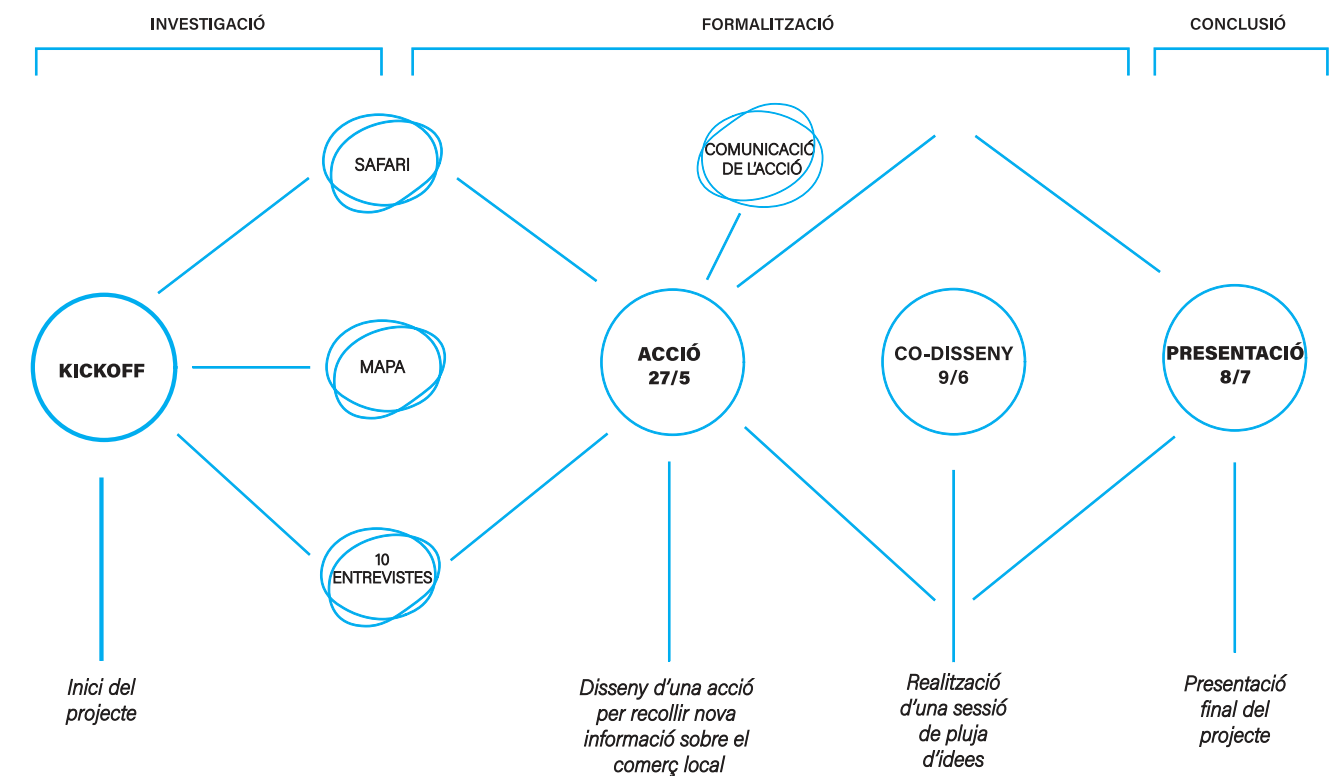 INVESTIGACIÓ
FORMALITZACIÓ
CONCLUSIÓ
SAFARI
COMUNICACIÓ
DE L'ACCIÓ
KICKOFF
MAPA
ACCIÓ
27/5
CO-DISSENY
9/6
PRESENTACIÓ
8/7
10
ENTREVISTES
Inici del
projecte
Disseny d'una acció
per recollir nova
informació sobre el
comerç local
Realització
d'una sessió
de pluja
d'idees
Presentació
final del
projecte